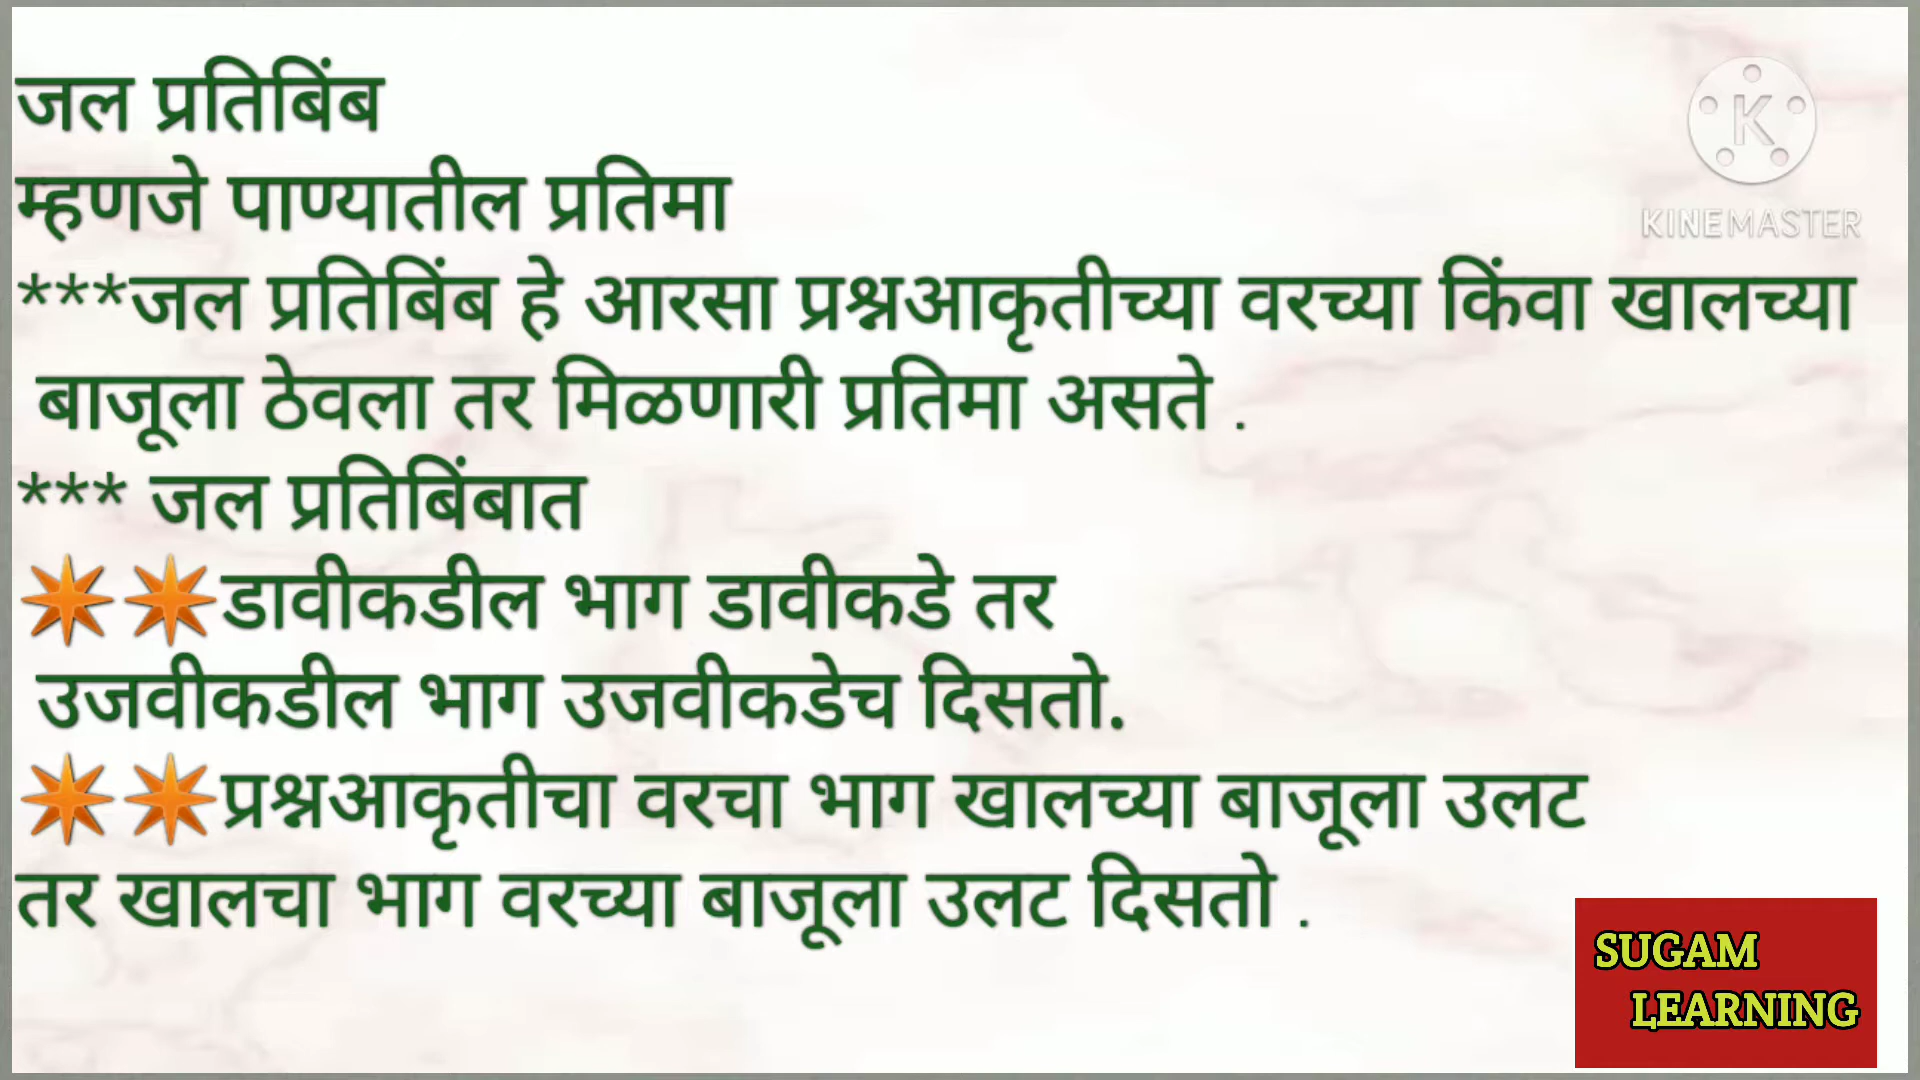 जल प्रतिबिंब
म्हणजे पाण्यातील प्रतिमा
***जल प्रतिबिंब हे आरसा प्रश्नआकृतीच्या वरच्या किंवा खालच्या
बाजूला ठेवला तर मिळणारी प्रतिमा असते .
*** जल प्रतिबिंबात
✴️✴️डावीकडील भाग डावीकडे तर
उजवीकडील भाग उजवीकडेच दिसतो.
✴️✴️प्रश्नआकृतीचा वरचा भाग खालच्या बाजूला उलट
तर खालचा भाग वरच्या बाजूला उलट दिसतो .
K
KINEMASTER
SUGAM
LEARNING